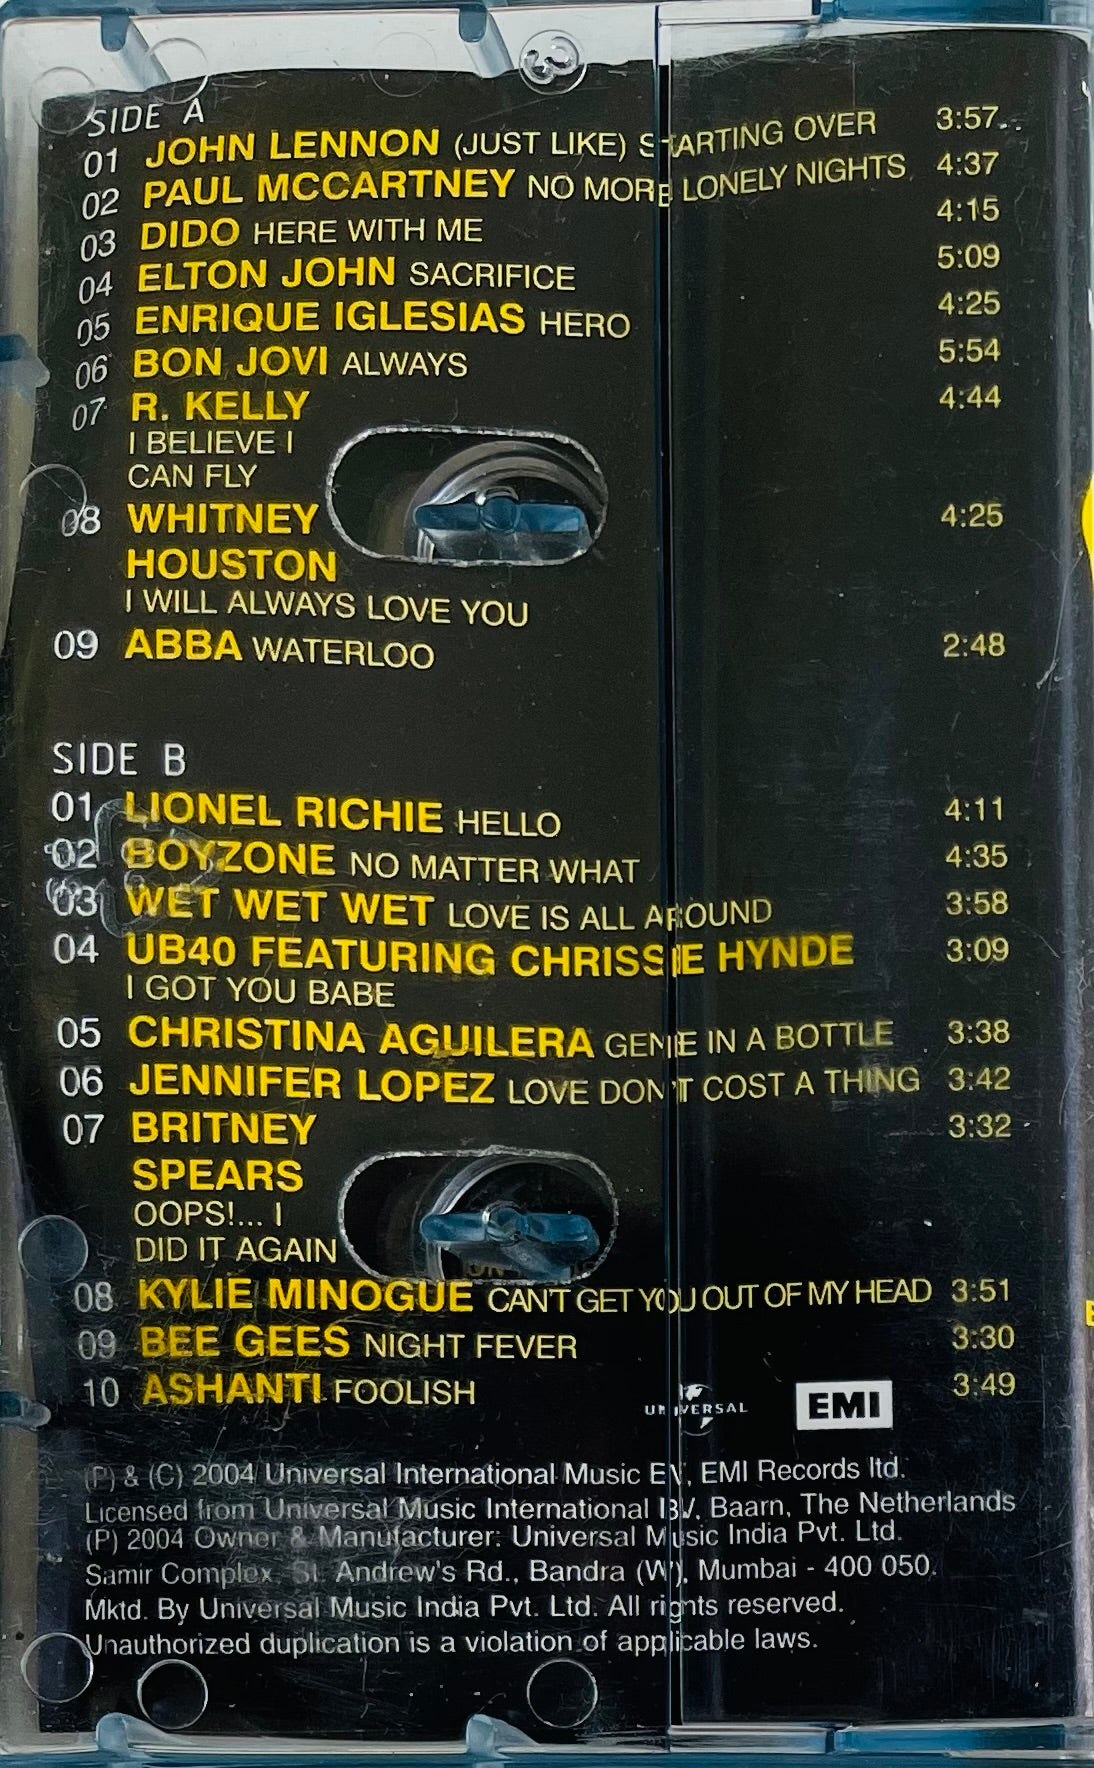 SIDE A
01 JOHN LENNON (JUST LIKE) STARTING OVER 3:57
02 PAUL MCCARTNEY NO MORE LONELY NIGHTS 4:37
03 DIDO HERE WITH ME 4:15
04 ELTON JOHN SACRIFICE 5:09
05 ENRIQUE IGLESIAS HERO 4:25
06 BON JOVI ALWAYS 5:54
07 R. KELLY 4:44
I BELIEVE I
CAN FLY
08 WHITNEY 4:25
HOUSTON
I WILL ALWAYS LOVE YOU
09 ABBA WATERLOO 2:48
SIDE B
01 LIONEL RICHIE HELLO 4:11
02 BOYZONE NO MATTER WHAT 4:35
03 WET WET WET LOVE IS ALL AROUND 3:58
04 UB40 FEATURING CHRISSIE HYNDE 3:09
I GOT YOU BABE
05 CHRISTINA AGUILERA GENIE IN A BOTTLE 3:38
06 JENNIFER LOPEZ LOVE DON'T COST A THING 3:42
07 BRITNEY 3:32
SPEARS
OOPS!... I
DID IT AGAIN
08 KYLIE MINOGUE CAN'T GET YOU OUT OF MY HEAD 3:51
09 BEE GEES NIGHT FEVER 3:30
10 ASHANTI FOOLISH 3:49
UNIVERSAL EMI
(P) & (C) 2004 Universal International Music BV, EMI Records ltd.
Licensed from Universal Music International BV, Baarn, The Netherlands
(P) 2004 Owner & Manufacturer: Universal Music India Pvt. Ltd.
Samir Complex, St. Andrew's Rd., Bandra (W), Mumbai - 400 050.
Mktd. By Universal Music India Pvt. Ltd. All rights reserved.
Unauthorized duplication is a violation of applicable laws.